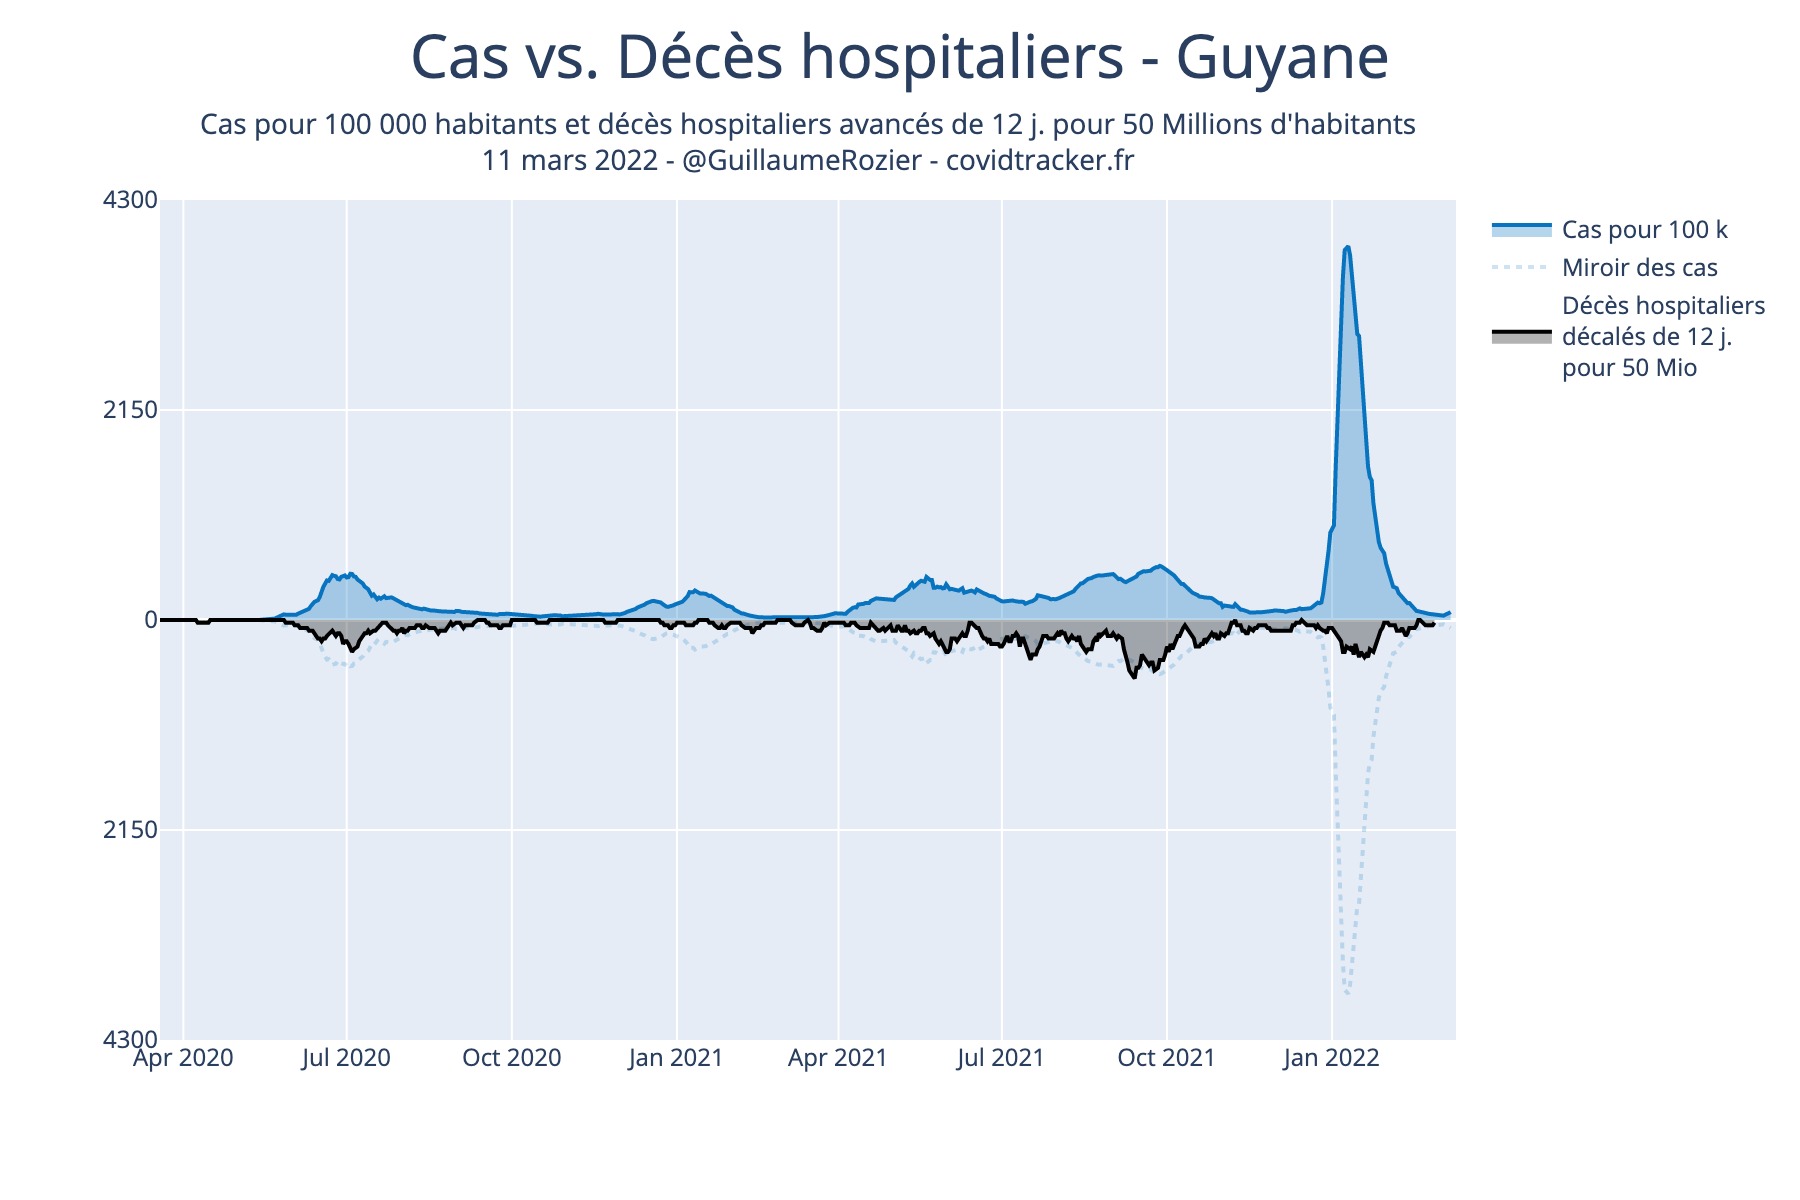 Cas vs. Décès hospitaliers - Guyane
Cas pour 100 000 habitants et décès hospitaliers avancés de 12 j. pour 50 Millions d'habitants
11 mars 2022 - @GuillaumeRozier - covidtracker.fr
4300
2150
0
2150
4300
Apr 2020
Jul 2020
Oct 2020
Jan 2021
Apr 2021
Jul 2021
Oct 2021
Jan 2022
Cas pour 100 k
Miroir des cas
Décès hospitaliers
décalés de 12 j.
pour 50 Mio